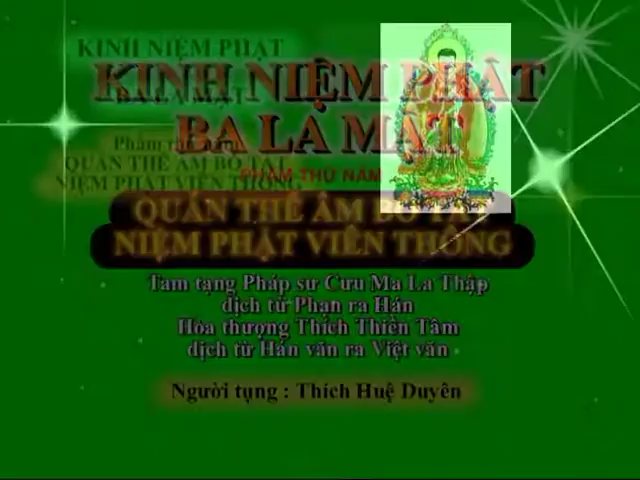 KINH NIỆM PHẬT
KINH NIỆM PHẬT
BA LA MẬT
Phẩm thứ năm
QUÁN THẾ ÂM BỒ TÁT
NIỆM PHẬT VIÊN THÔNG
PHẨM THỨ NĂM
QUÁN THẾ ÂM BỒ TÁT
NIỆM PHẬT VIÊN THÔNG
Tam tạng Pháp sư Cưu Ma La Thập
dịch từ Phạn ra Hán
Hòa thượng Thích Thiền Tâm
dịch từ Hán văn ra Việt văn
Người tụng : Thích Huệ Duyên